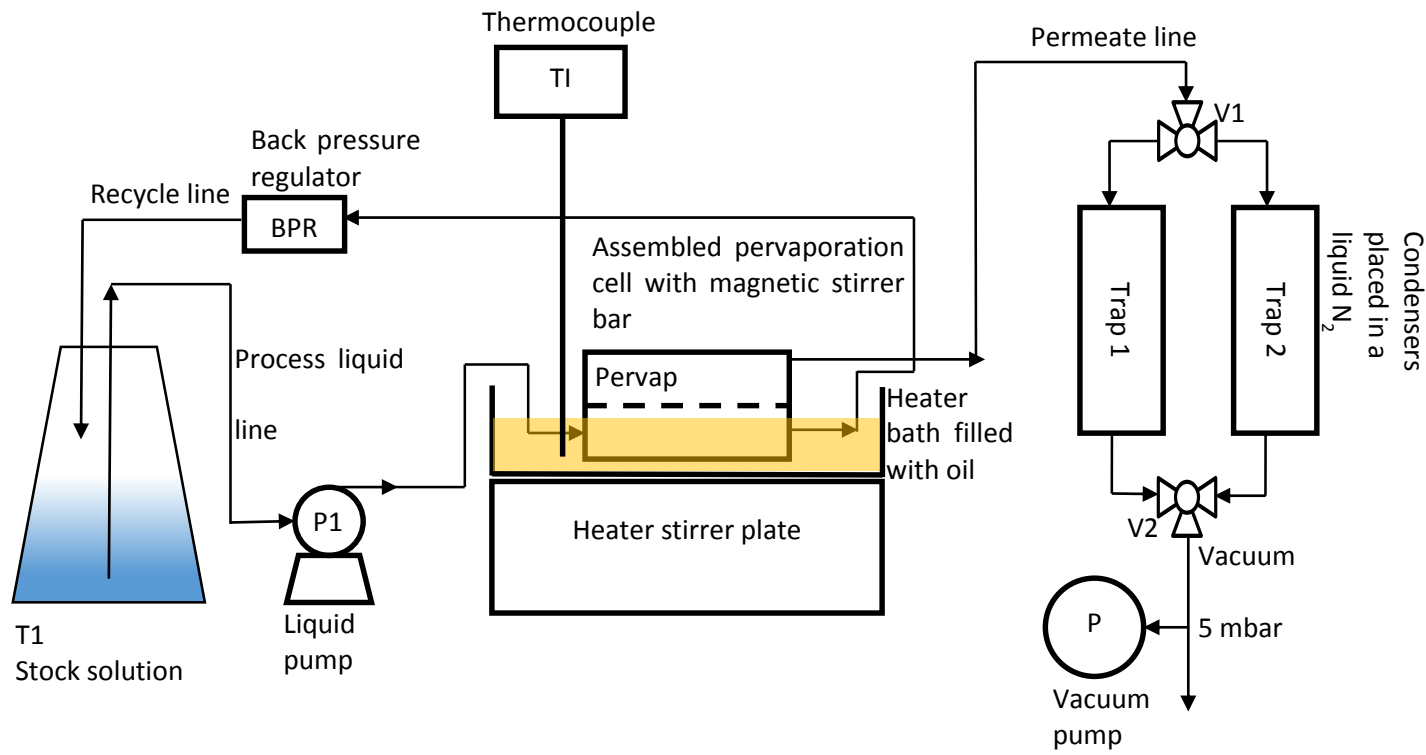 Thermocouple
TI
Permeate line
V1
Back pressure
regulator
Recycle line
BPR
Assembled pervaporation
cell with magnetic stirrer
bar
Trap 1
Trap 2
Condensers
placed in a
liquid N₂
Process liquid
line
Pervap
Heater
bath filled
with oil
P1
Heater stirrer plate
V2
Vacuum
P
5 mbar
Liquid
pump
T1
Stock solution
Vacuum
pump